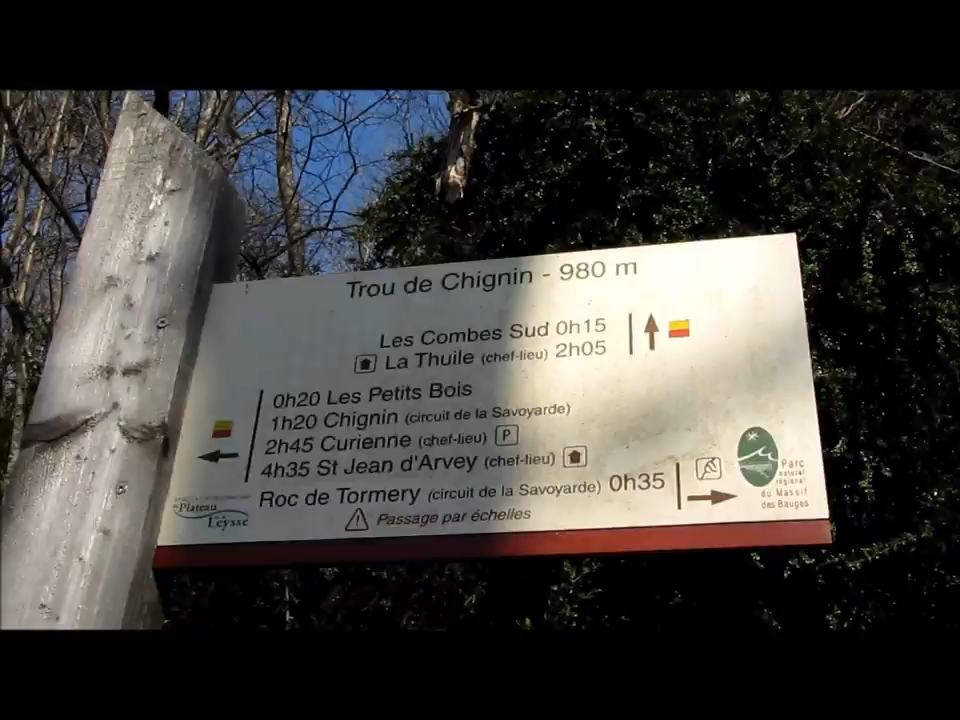 Trou de Chignin - 980 m
Les Combes Sud 0h15
La Thuile (chef-lieu) 2h05
0h20 Les Petits Bois
1h20 Chignin (circuit de la Savoyarde)
2h45 Curienne (chef-lieu) P
4h35 St Jean d'Arvey (chef-lieu)
Roc de Tormery (circuit de la Savoyarde) 0h35
Passage par échelles
Plateau
Leysse
Parc
naturel
régional
du Massif
des Bauges